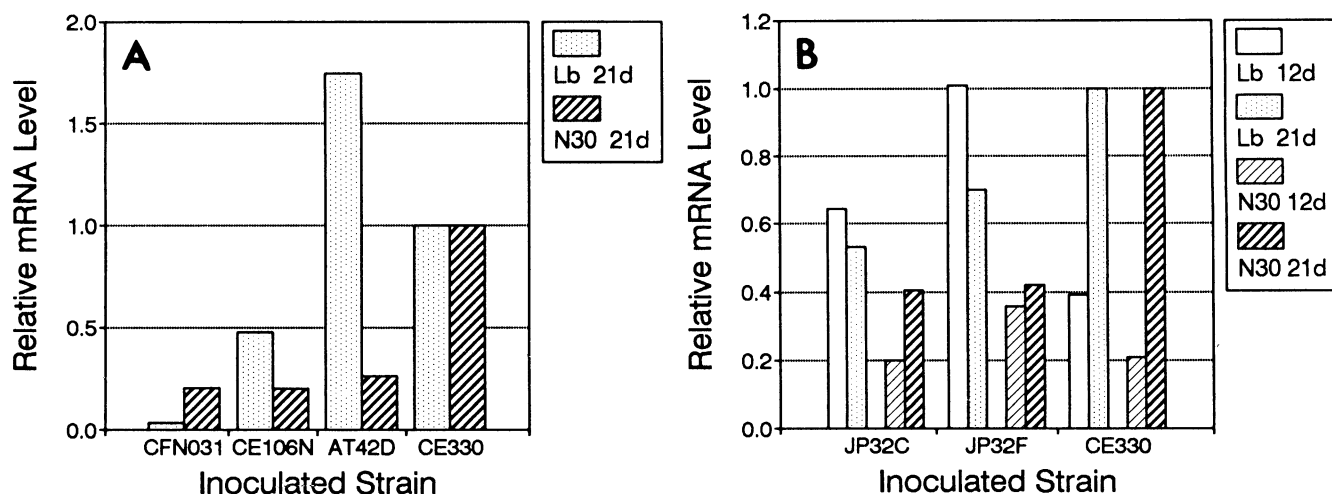 A
Relative mRNA Level
2.0
1.5
1.0
0.5
0.0
CFN031 CE106N AT42D CE330
Inoculated Strain
Lb 21d
N30 21d
B
Relative mRNA Level
1.2
1.0
0.8
0.6
0.4
0.2
0.0
JP32C JP32F CE330
Inoculated Strain
Lb 12d
Lb 21d
N30 12d
N30 21d